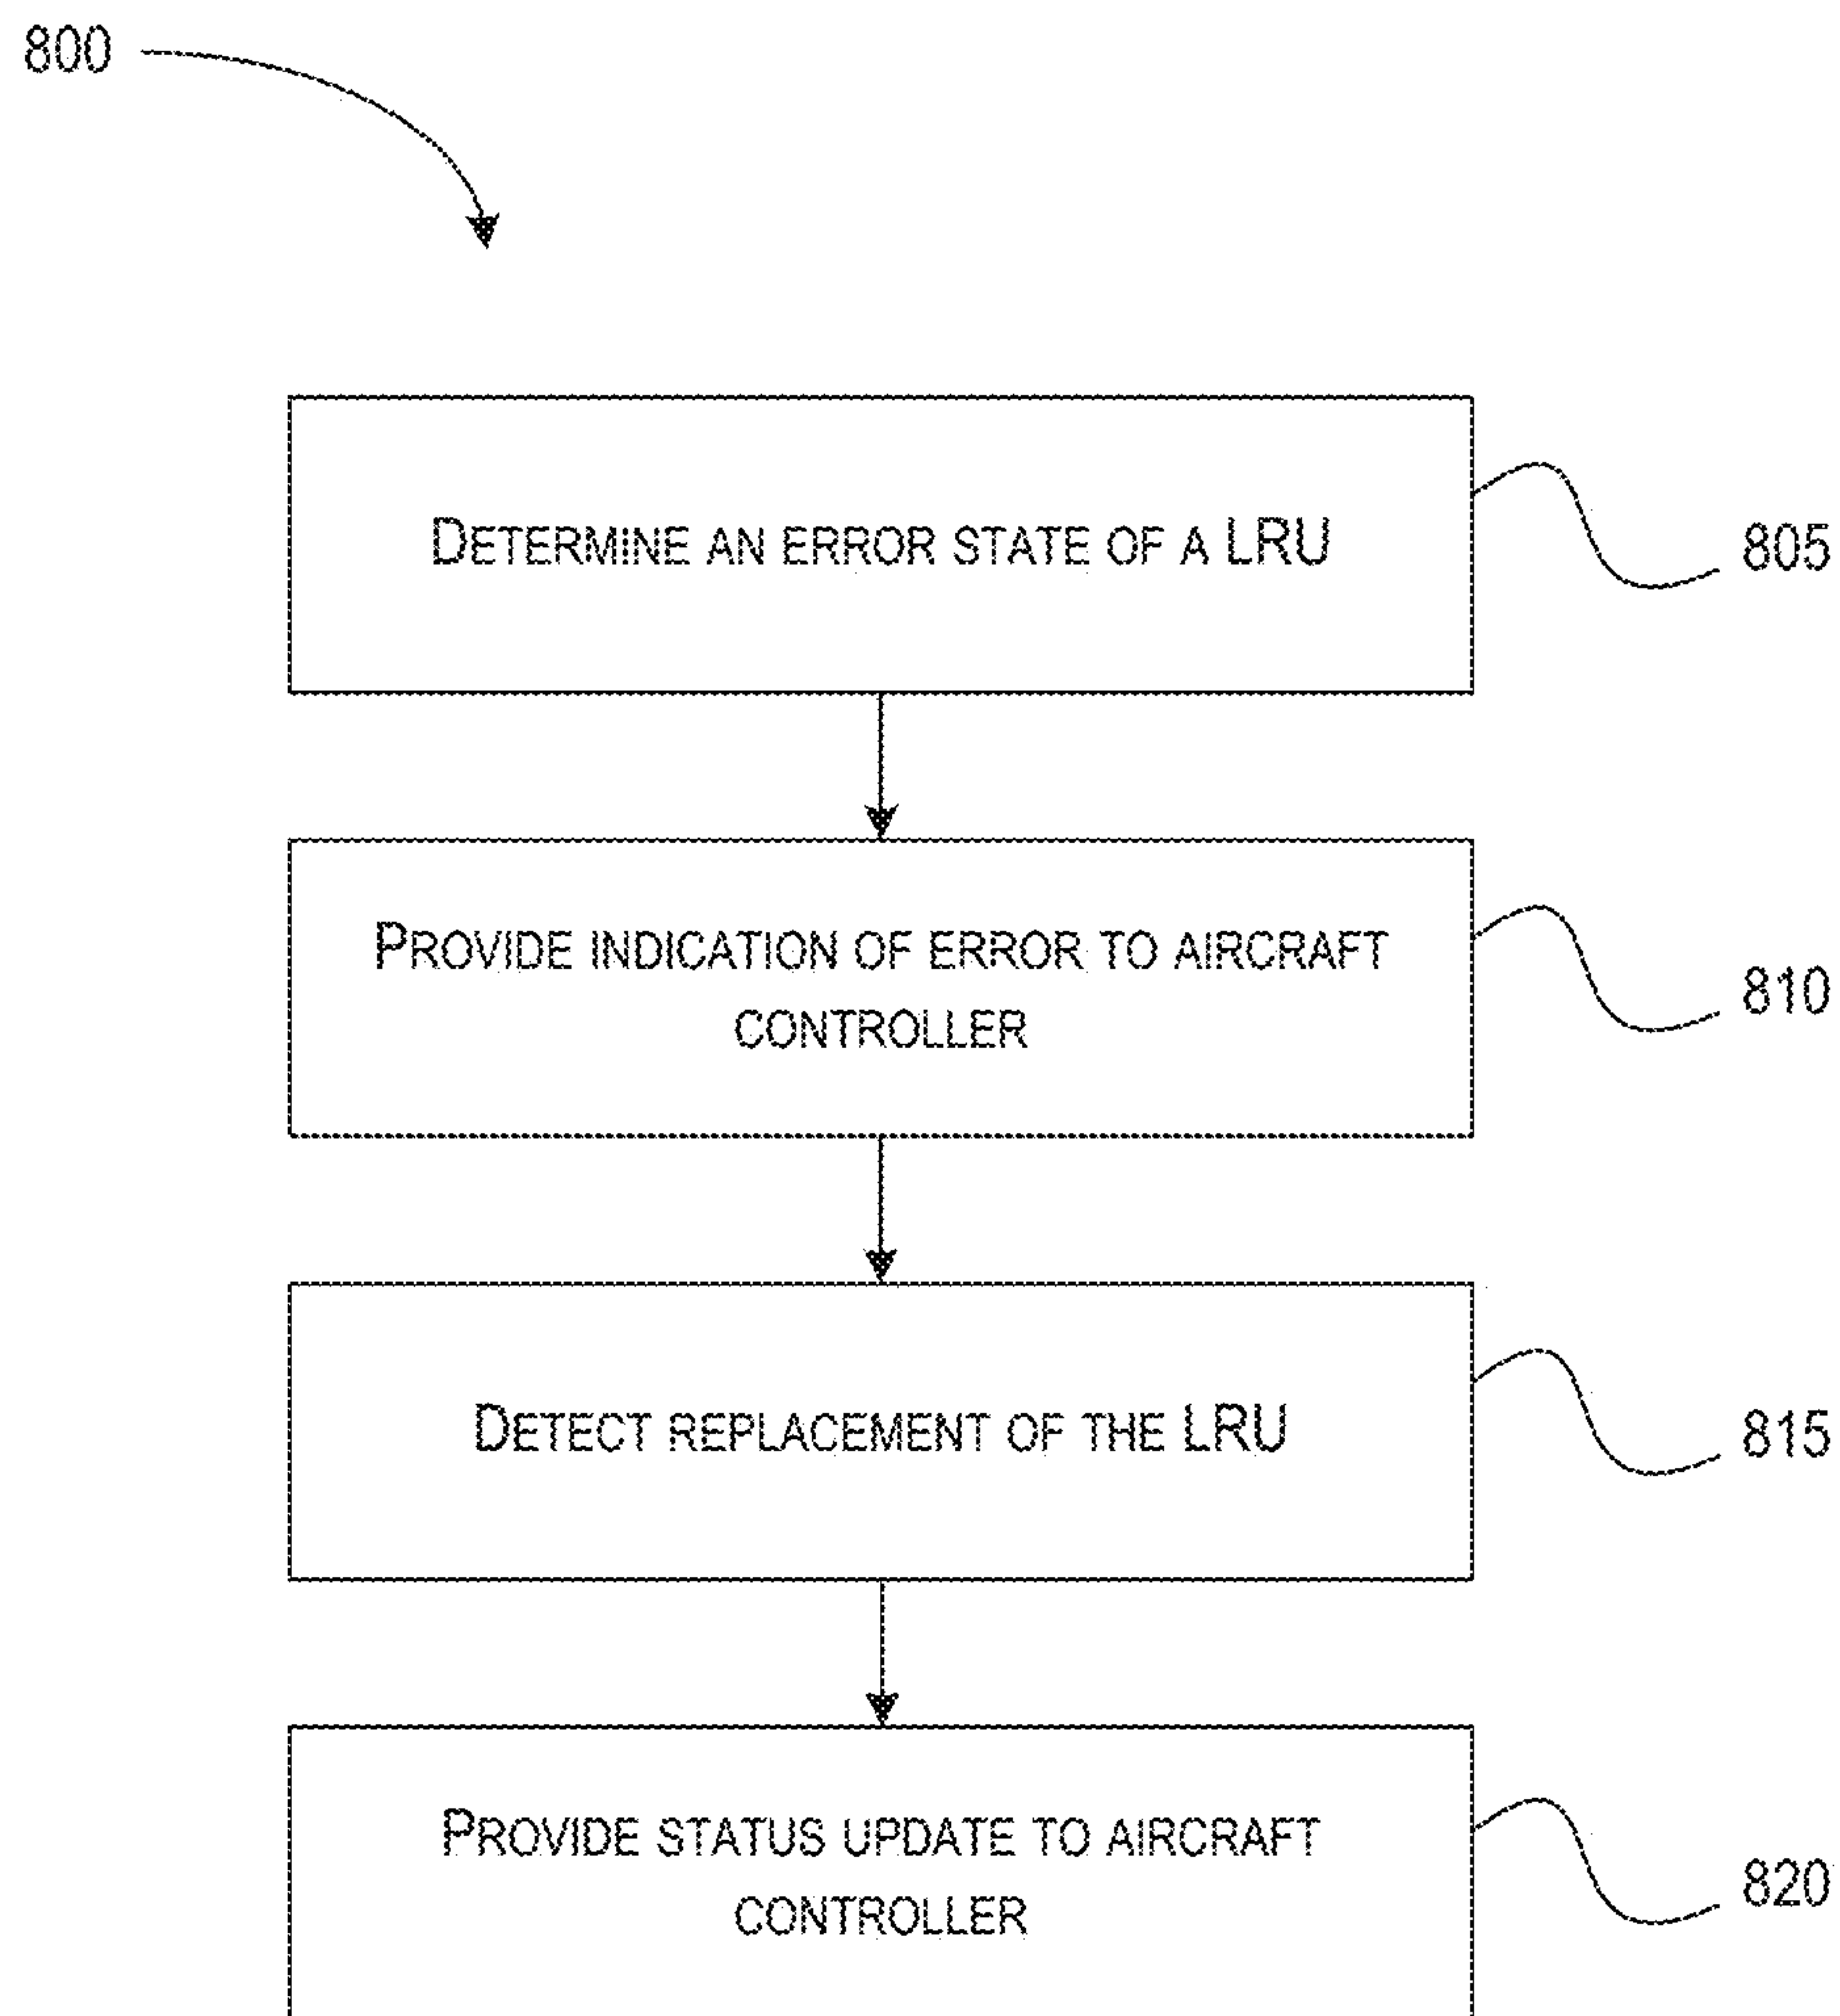 800
DETERMINE AN ERROR STATE OF A LRU
805
PROVIDE INDICATION OF ERROR TO AIRCRAFT
CONTROLLER
810
DETECT REPLACEMENT OF THE LRU
815
PROVIDE STATUS UPDATE TO AIRCRAFT
CONTROLLER
820